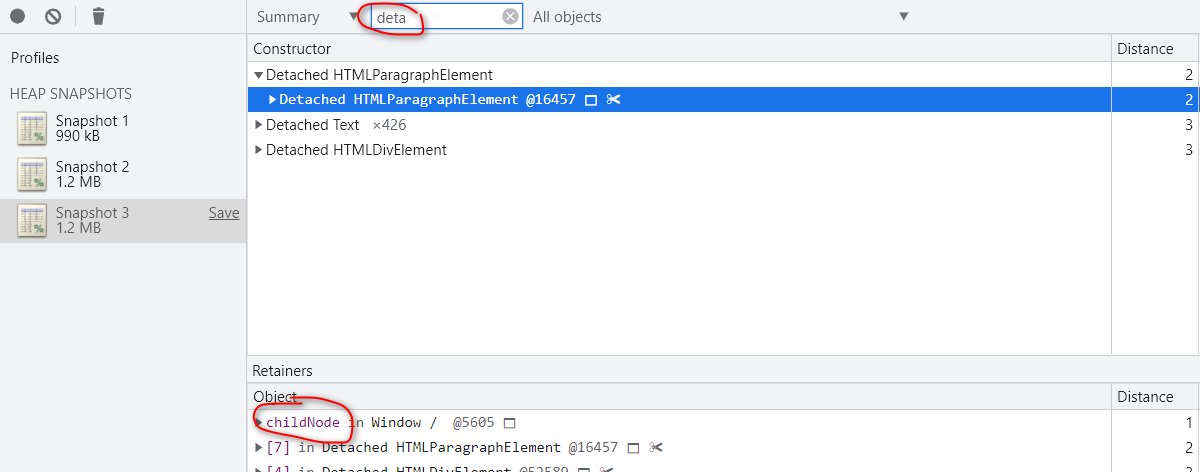 Summary ▼ deta All objects ▼
Profiles
Constructor Distance
HEAP SNAPSHOTS
▼Detached HTMLParagraphElement 2
▶Detached HTMLParagraphElement @16457 2
Snapshot 1
990 kB
▶Detached Text ×426 3
▶Detached HTMLDivElement 3
Snapshot 2
1.2 MB
Snapshot 3 Save
1.2 MB
Retainers
Object Distance
▶childNode in Window / @5605 1
▶[7] in Detached HTMLParagraphElement @16457 2
▶[4] in Detached HTMLDivElement @52589